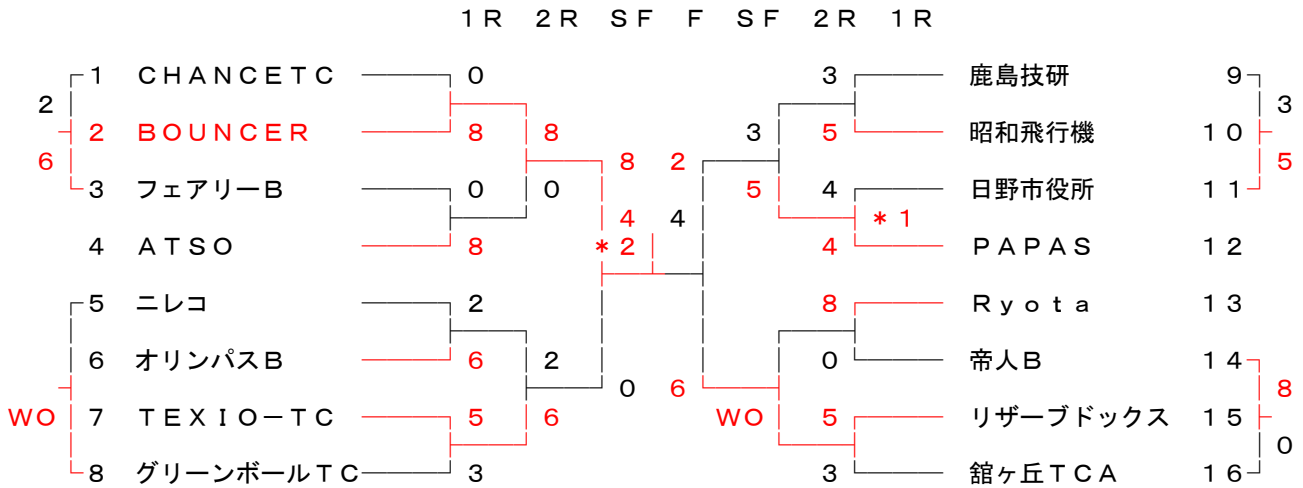 １Ｒ ２Ｒ ＳＦ Ｆ ＳＦ ２Ｒ １Ｒ
１ ＣＨＡＮＣＥＴＣ ０ ３ 鹿島技研 ９
２ ３
２ ＢＯＵＮＣＥＲ ８ ８ ３ ５ 昭和飛行機 １０
６ ８ ２ ５
３ フェアリーＢ ０ ０ ５ ４ 日野市役所 １１
４ ４ ＊１
４ ＡＴＳＯ ８ ＊２ ４ ＰＡＰＡＳ １２
５ ニレコ ２ ８ Ｒｙｏｔａ １３
６ オリンパスＢ ６ ２ ０ 帝人Ｂ １４
０ ６ ８
ＷＯ ７ ＴＥＸＩＯ－ＴＣ ５ ６ ＷＯ ５ リザーブドックス １５
０
８ グリーンボールＴＣ ３ ３ 舘ヶ丘ＴＣＡ １６